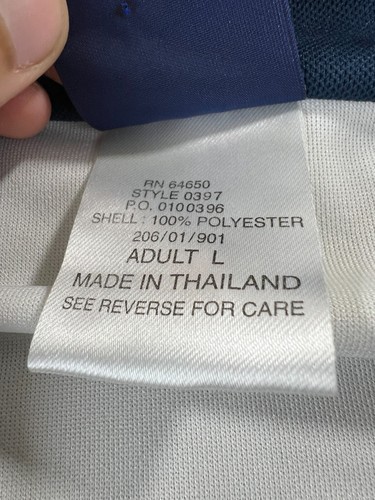 RN 64650
STYLE 0397
P.O. 0100396
SHELL : 100% POLYESTER
206/01/901
ADULT L
MADE IN THAILAND
SEE REVERSE FOR CARE